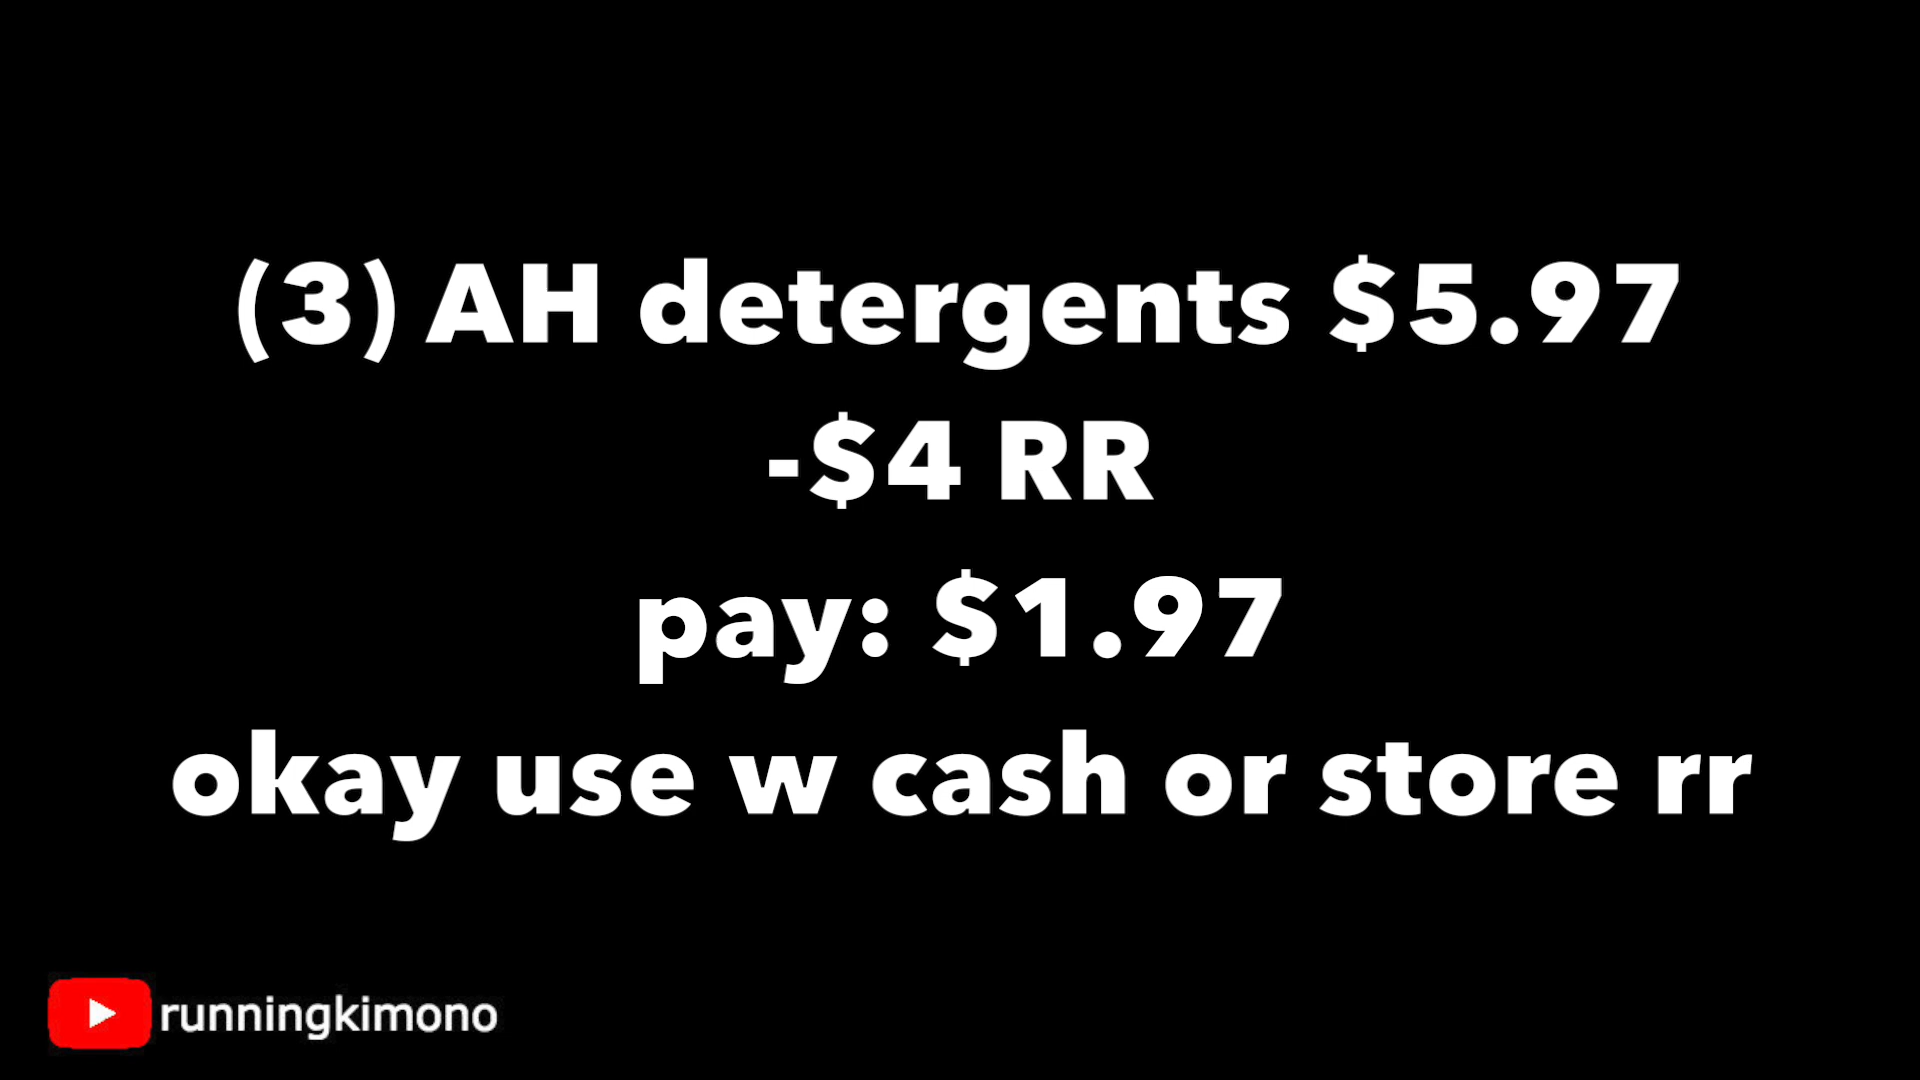 (3) AH detergents $5.97
-$4 RR
pay: $1.97
okay use w cash or store rr
runningkimono